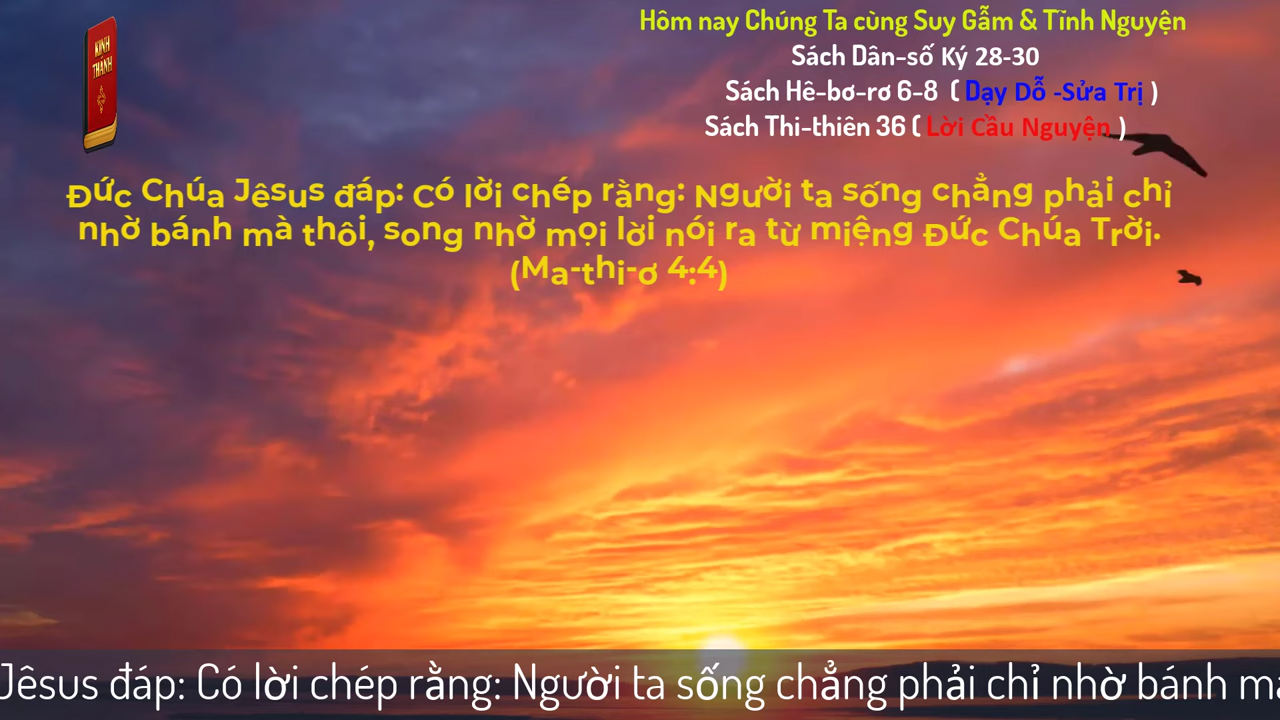 KINH
THÁNH
Hôm nay Chúng Ta cùng Suy Gẫm & Tĩnh Nguyện
Sách Dân-số Ký 28-30
Sách Hê-bơ-rơ 6-8 ( Dạy Dỗ -Sửa Trị )
Sách Thi-thiên 36 ( Lời Cầu Nguyện )
Đức Chúa Jêsus đáp: Có lời chép rằng: Người ta sống chẳng phải chỉ
nhờ bánh mà thôi, song nhờ mọi lời nói ra từ miệng Đức Chúa Trời.
(Ma-thi-ơ 4:4)
Jêsus đáp: Có lời chép rằng: Người ta sống chẳng phải chỉ nhờ bánh mà